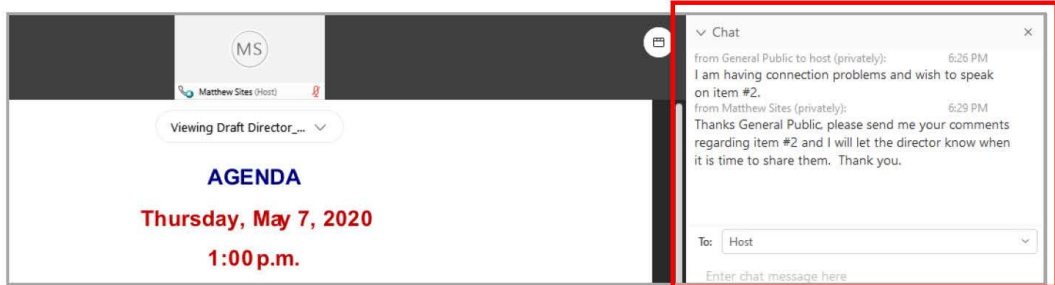 MS
Matthew Sites (Host)
Viewing Draft Director_...
AGENDA
Thursday, May 7, 2020
1:00 p.m.
Chat
from General Public to host (privately): 6:26 PM
I am having connection problems and wish to speak
on item #2.
from Matthew Sites (privately): 6:29 PM
Thanks General Public, please send me your comments
regarding item #2 and I will let the director know when
it is time to share them. Thank you.
To: Host
Enter chat message here